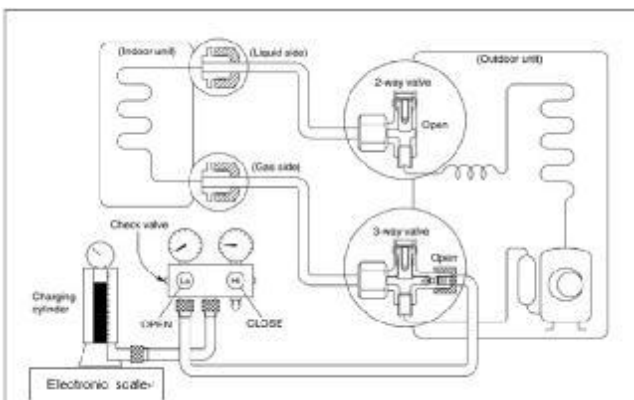 (Indoor unit)
(Liquid side)
2-way valve
Open
(Outdoor unit)
(Gas side)
3-way valve
Open
Check valve
Lo
Hi
Charging
cylinder
OPEN
CLOSE
Electronic scale